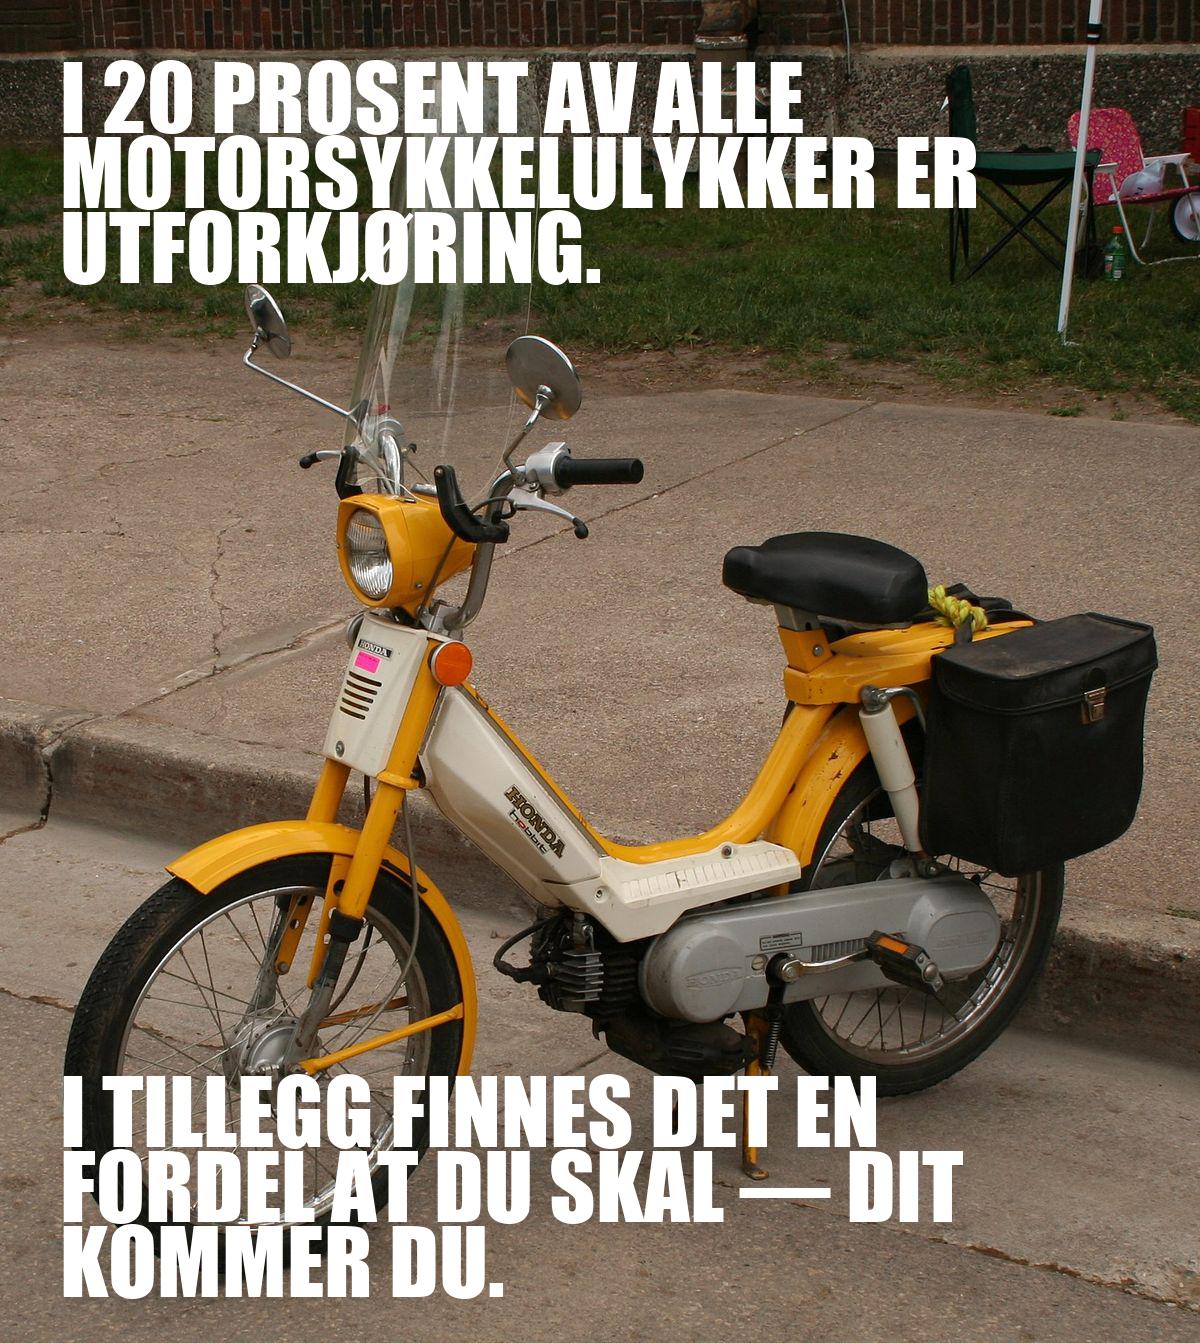 I 20 PROSENT AV ALLE
MOTORSYKKELULYKKER ER
UTFORKJØRING.
HONDA
HONDA
hobbit
HONDA
I TILLEGG FINNES DET EN
FORDEL AT DU SKAL — DIT
KOMMER DU.